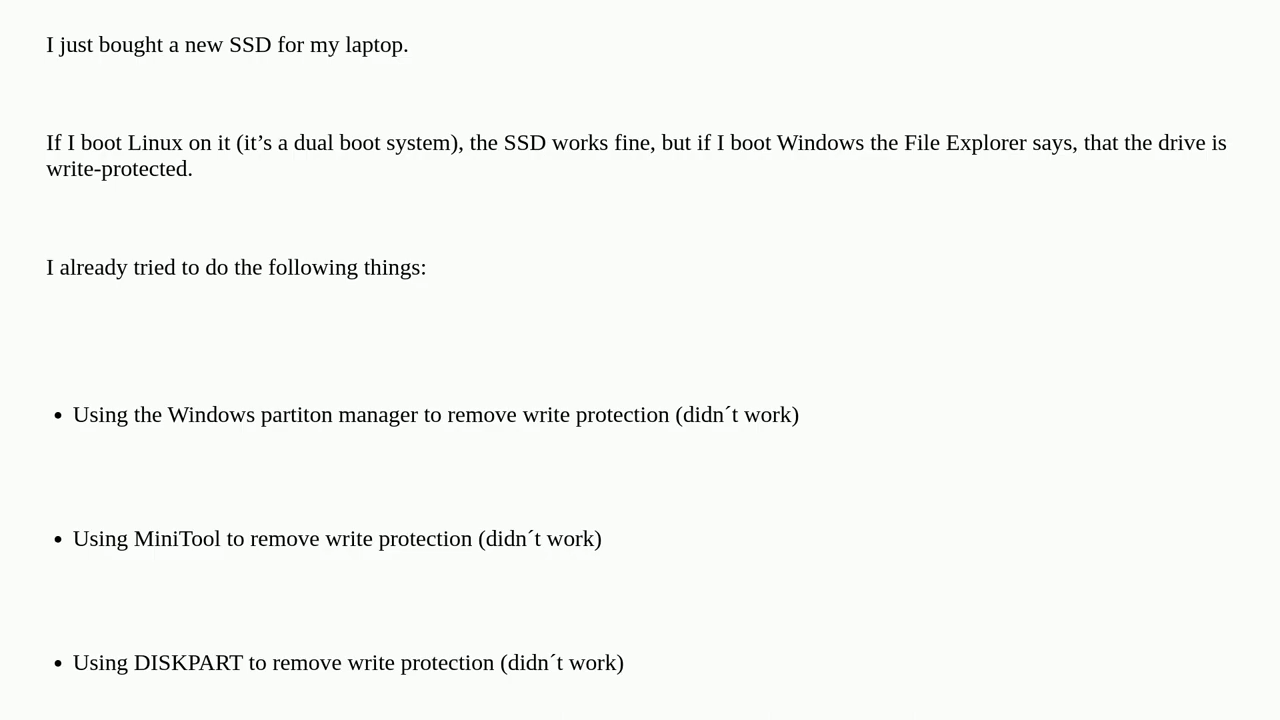 I just bought a new SSD for my laptop.
If I boot Linux on it (it’s a dual boot system), the SSD works fine, but if I boot Windows the File Explorer says, that the drive is
write-protected.
I already tried to do the following things:
• Using the Windows partiton manager to remove write protection (didn´t work)
• Using MiniTool to remove write protection (didn´t work)
• Using DISKPART to remove write protection (didn´t work)